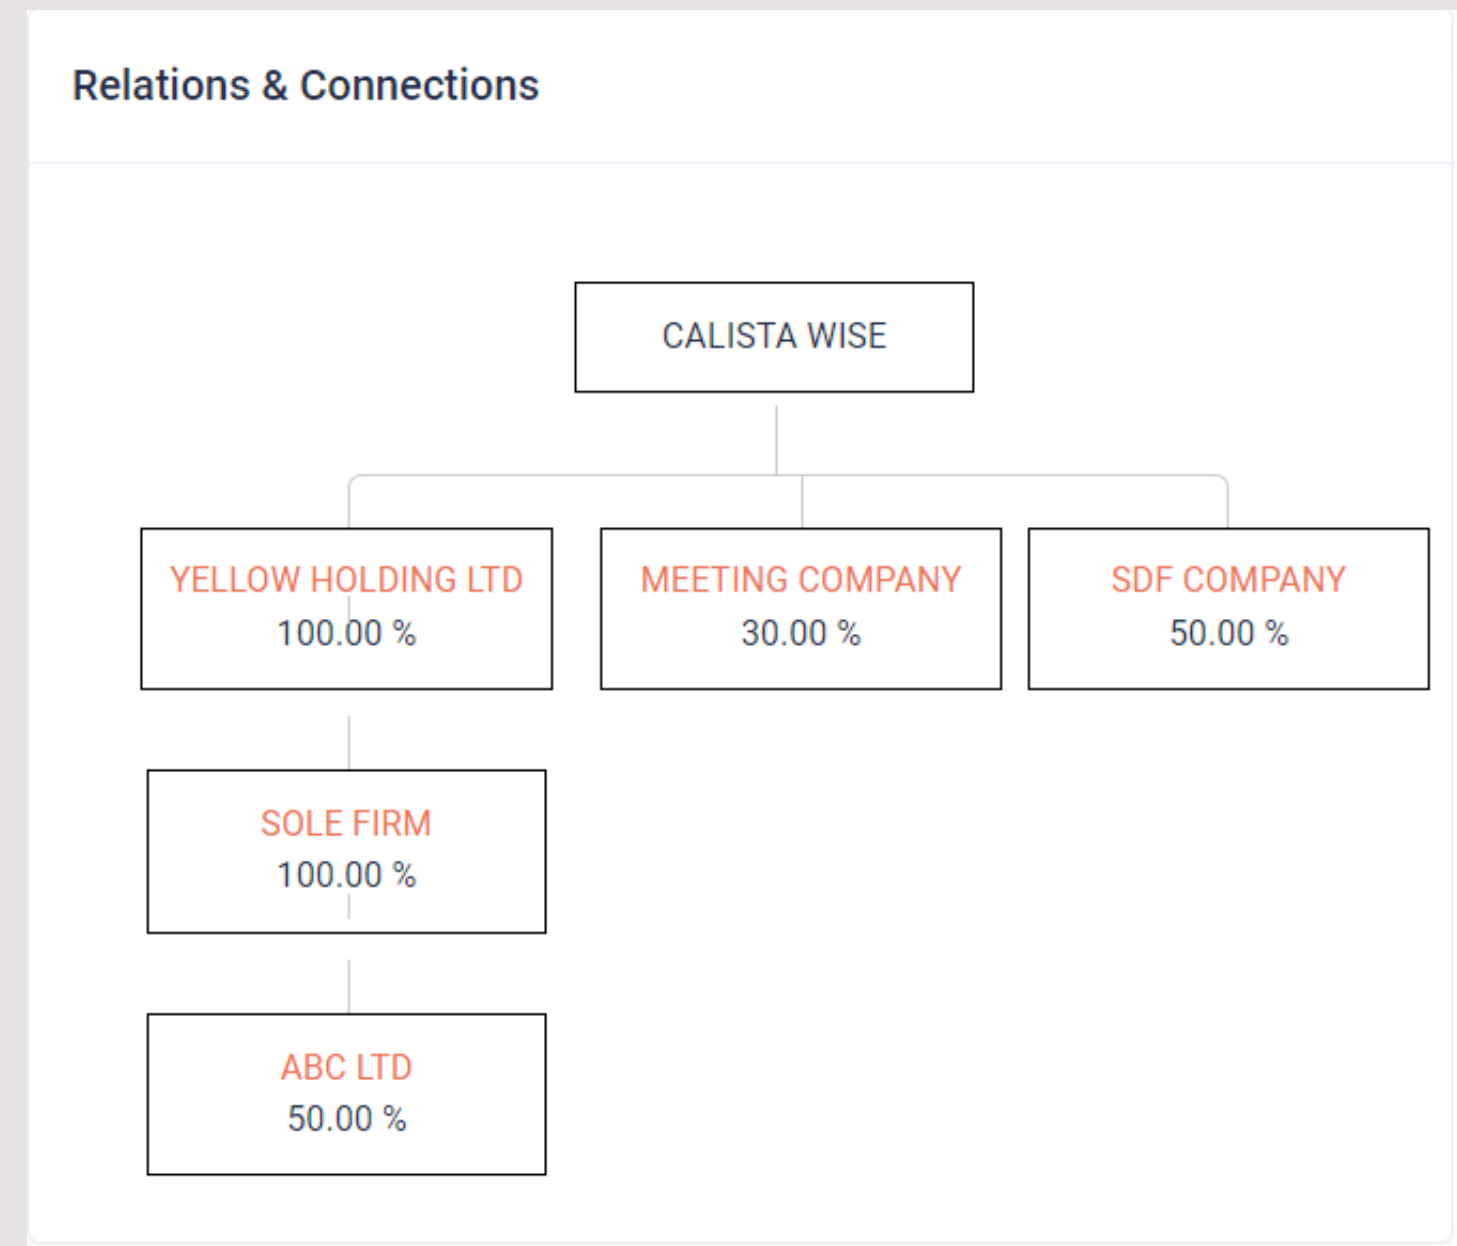 Relations & Connections
CALISTA WISE
YELLOW HOLDING LTD
100.00 %
MEETING COMPANY
30.00 %
SDF COMPANY
50.00 %
SOLE FIRM
100.00 %
ABC LTD
50.00 %